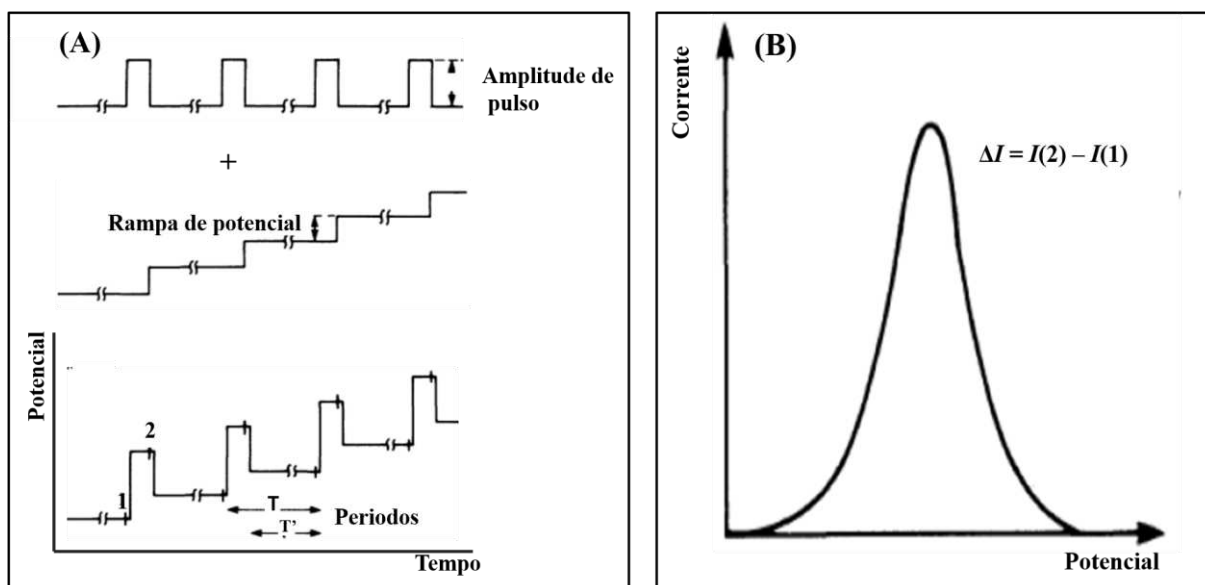 (A)
Amplitude de
pulso
+
Rampa de potencial
Potencial
2
1
T
T'
Periodos
Tempo
(B)
Corrente
ΔI = I(2) – I(1)
Potencial